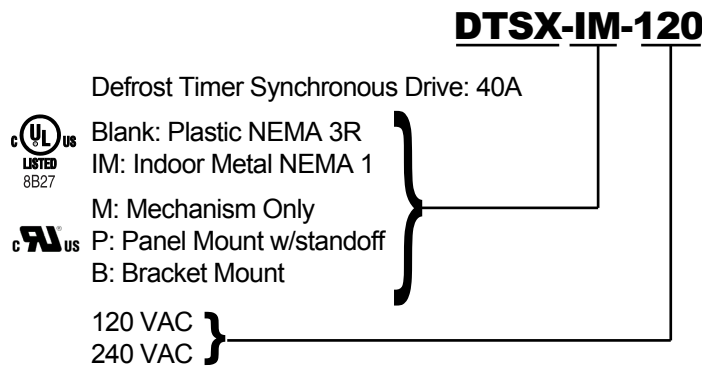 DTSX-IM-120
Defrost Timer Synchronous Drive: 40A
c UL US
LISTED
8B27
Blank: Plastic NEMA 3R
IM: Indoor Metal NEMA 1
M: Mechanism Only
c RU® US
P: Panel Mount w/standoff
B: Bracket Mount
120 VAC
240 VAC